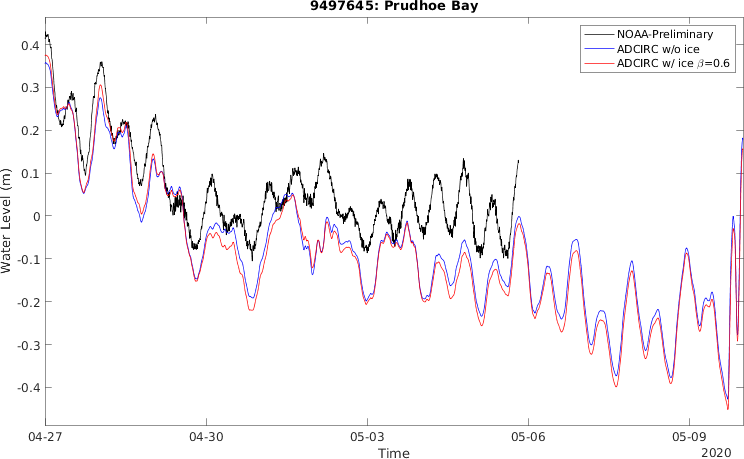 9497645: Prudhoe Bay
NOAA-Preliminary
ADCIRC w/o ice
ADCIRC w/ ice β=0.6
Water Level (m)
0.4
0.3
0.2
0.1
0
-0.1
-0.2
-0.3
-0.4
04-27
04-30
05-03
05-06
05-09
Time
2020